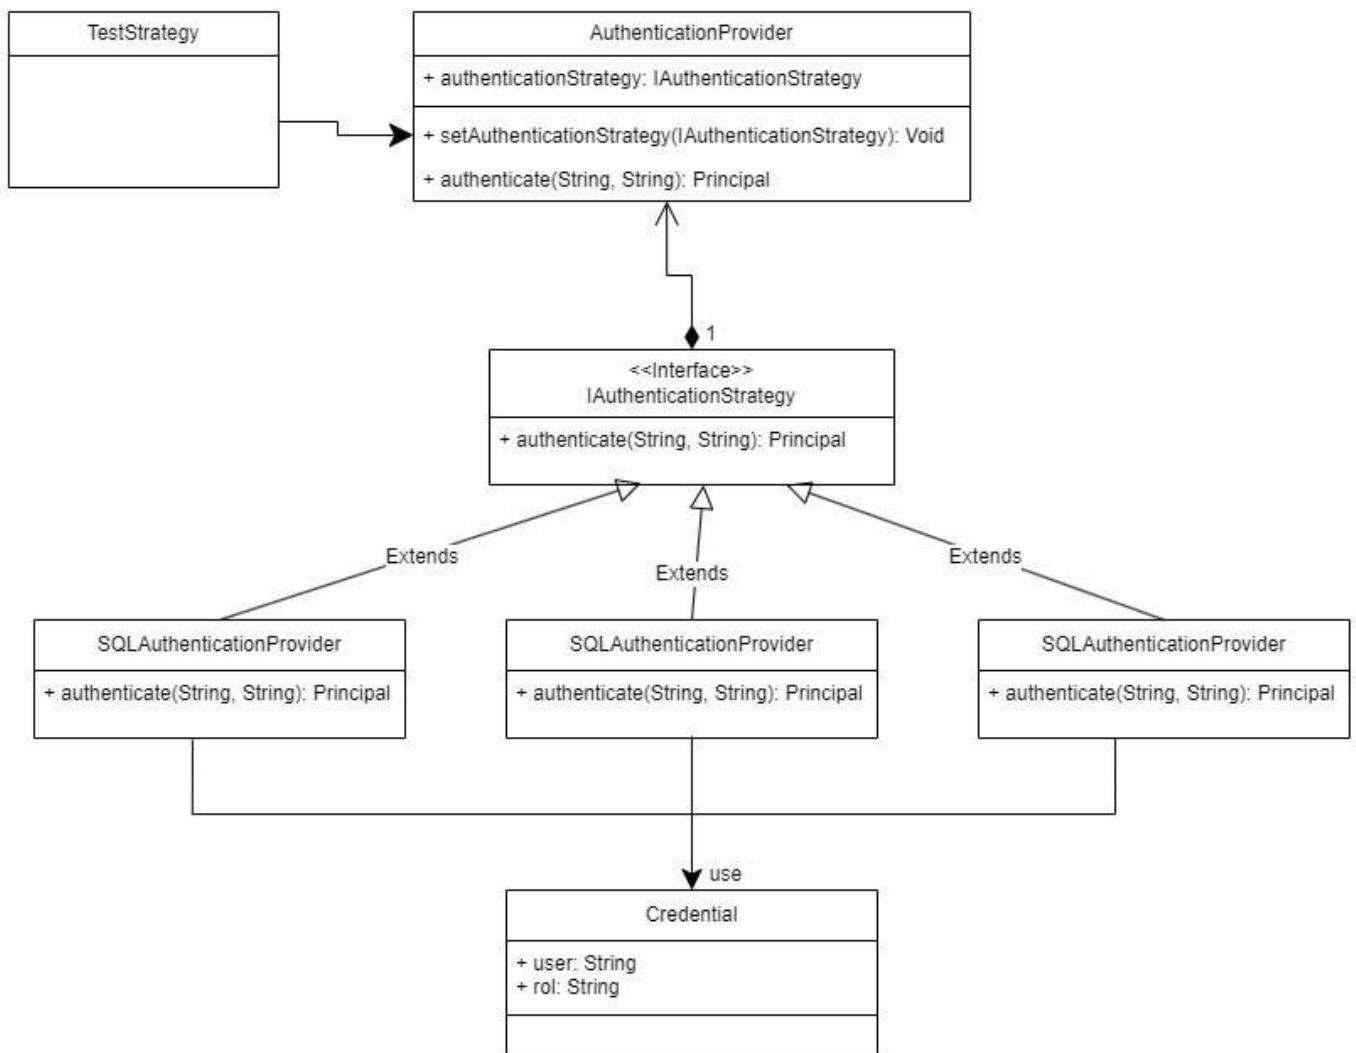 TestStrategy
AuthenticationProvider
+ authenticationStrategy: IAuthenticationStrategy
+ setAuthenticationStrategy(IAuthenticationStrategy): Void
+ authenticate(String, String): Principal
1
<<Interface>>
IAuthenticationStrategy
+ authenticate(String, String): Principal
Extends
Extends
Extends
SQLAuthenticationProvider
+ authenticate(String, String): Principal
SQLAuthenticationProvider
+ authenticate(String, String): Principal
SQLAuthenticationProvider
+ authenticate(String, String): Principal
use
Credential
+ user: String
+ rol: String